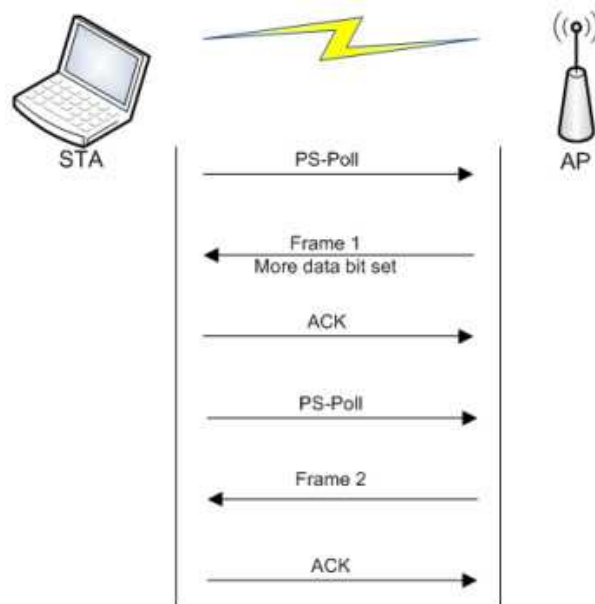 STA
AP
PS-Poll
Frame 1
More data bit set
ACK
PS-Poll
Frame 2
ACK